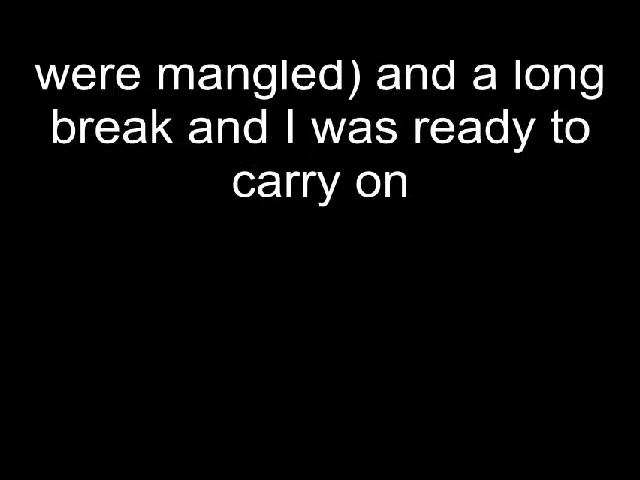 were mangled) and a long
break and I was ready to
carry on